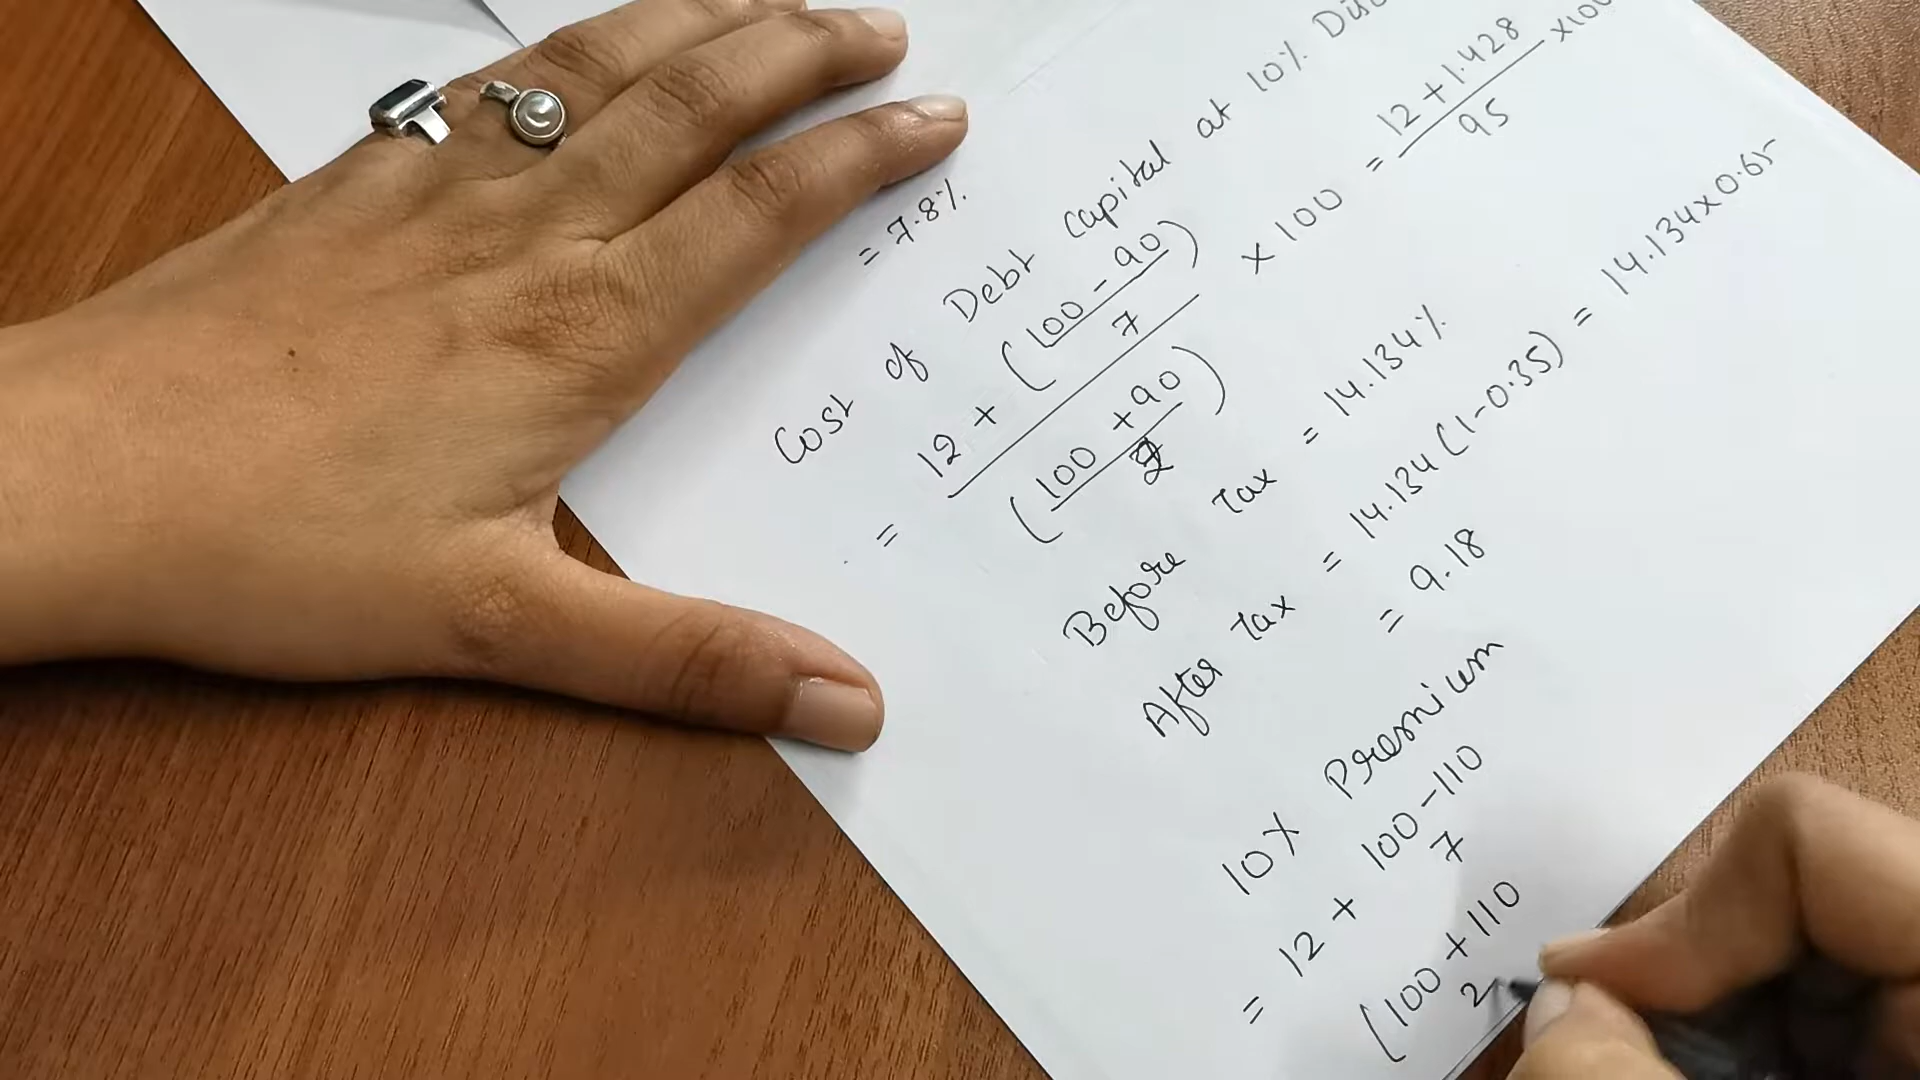 = 7.8%.
Cost of Debt Capital at 10%
= 12 + (100 - 90) × 100 = 12 + 1.428 × 100
7 95
(100 + 90)
2
Before Tax = 14.134%.
After Tax = 14.134 (1-0.35) = 14.134 × 0.65
= 9.18
10% Premium
= 12 + 100 - 110
7
(100 + 110
2